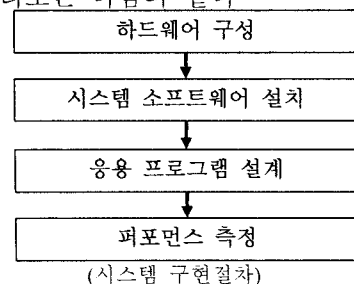 하드웨어 구성
시스템 소프트웨어 설치
응용 프로그램 설계
퍼포먼스 측정
(시스템 구현절차)